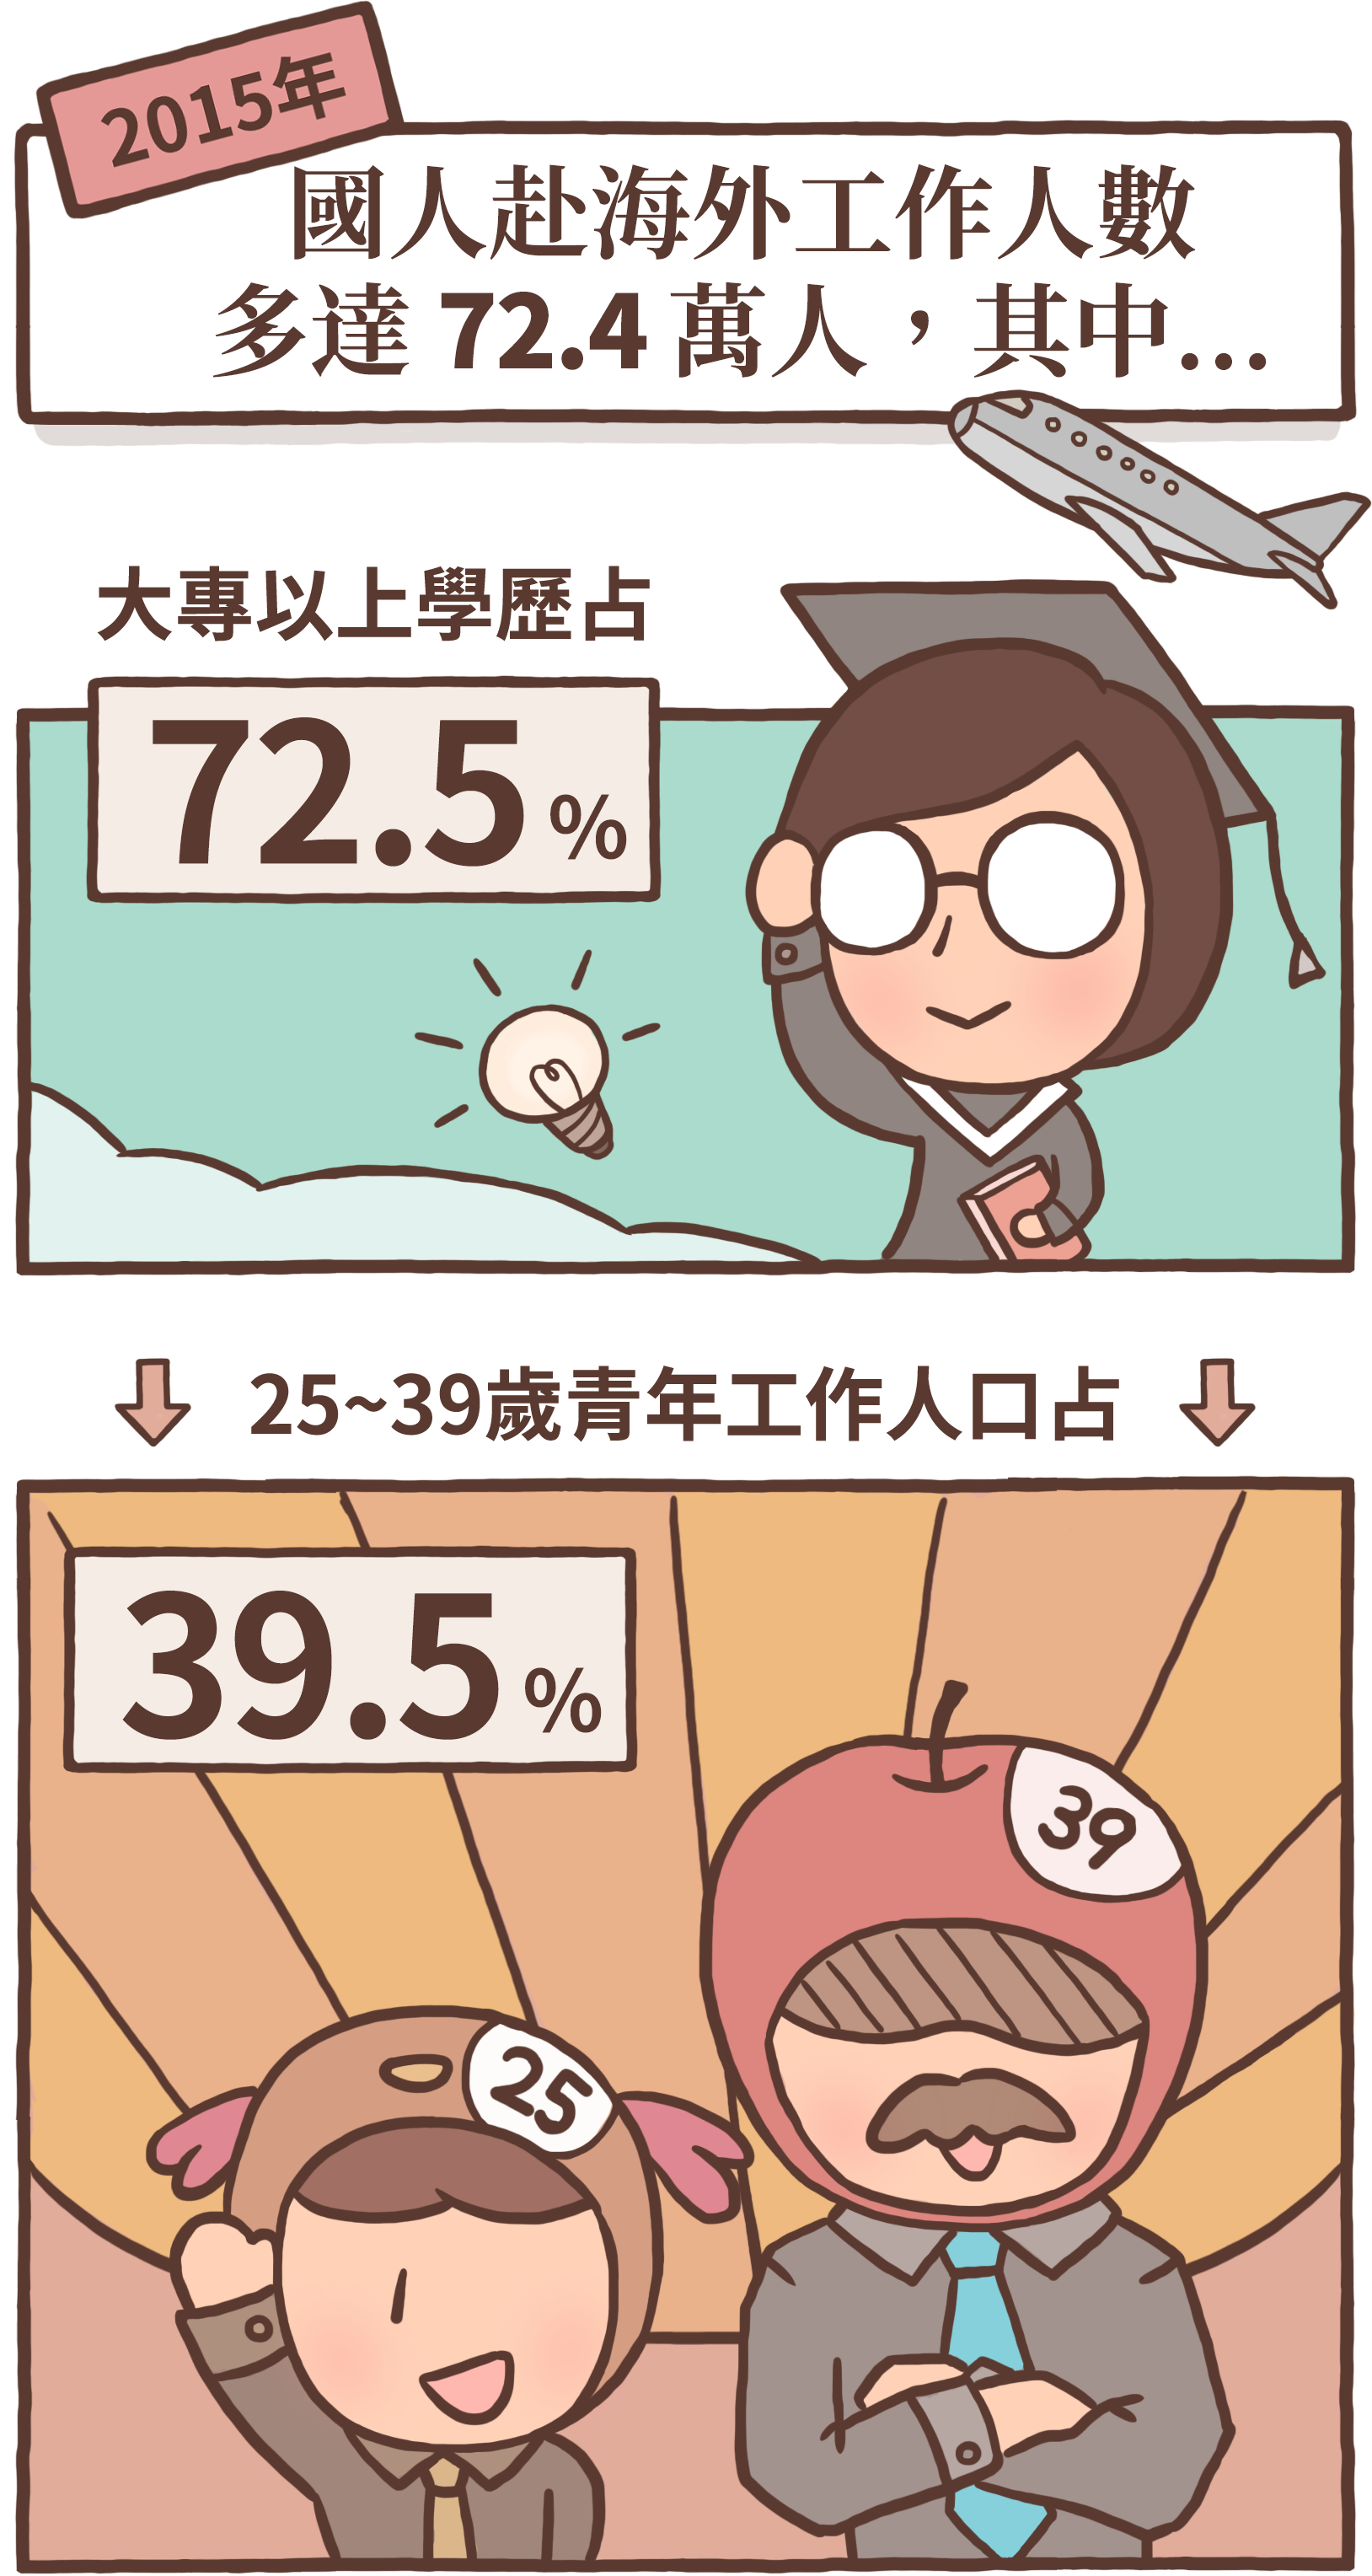 2015年
國人赴海外工作人數
多達 72.4 萬人，其中...
大專以上學歷占
72.5 %
25~39歲青年工作人口占
39.5 %
39
25